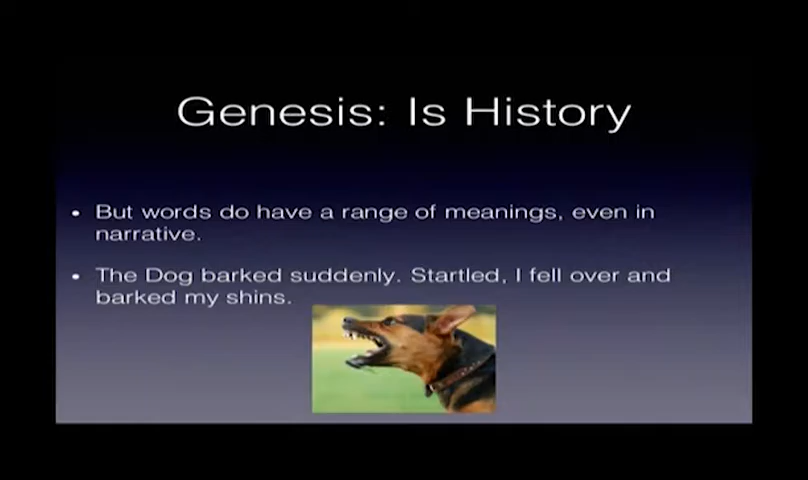 Genesis: Is History
• But words do have a range of meanings, even in
narrative.
• The Dog barked suddenly. Startled, I fell over and
barked my shins.